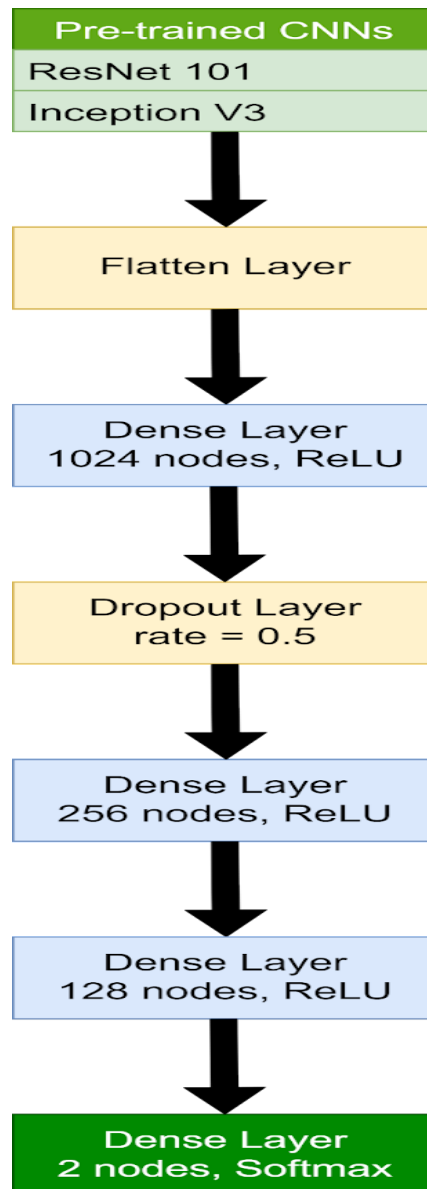 Pre-trained CNNs
ResNet 101
Inception V3
Flatten Layer
Dense Layer
1024 nodes, ReLU
Dropout Layer
rate = 0.5
Dense Layer
256 nodes, ReLU
Dense Layer
128 nodes, ReLU
Dense Layer
2 nodes, Softmax